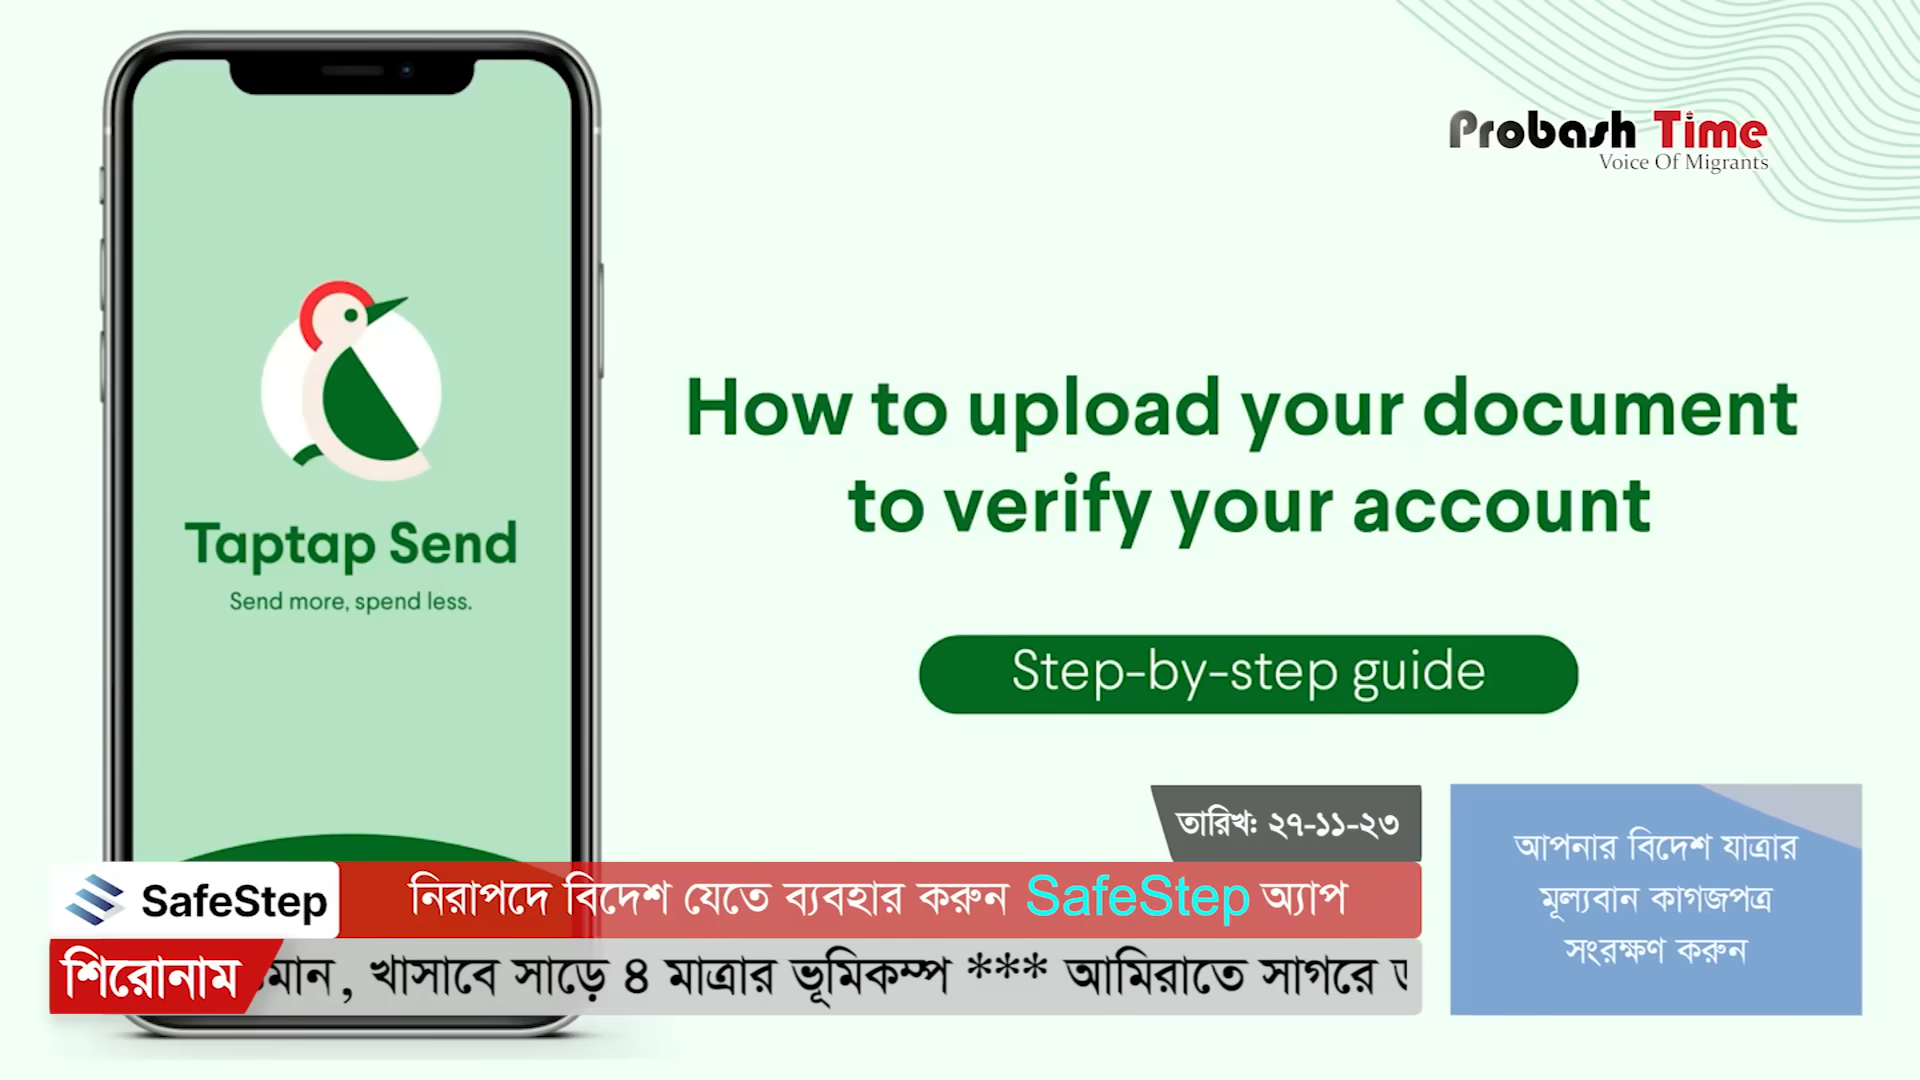 Probash Time
Voice Of Migrants
How to upload your document
to verify your account
Step-by-step guide
Taptap Send
Send more, spend less.
তারিখ: ২৭-১১-২৩
SafeStep
নিরাপদে বিদেশ যেতে ব্যবহার করুন SafeStep অ্যাপ
শিরোনাম
খাসাবে সাড়ে ৪ মাত্রার ভূমিকম্প *** আমিরাতে সাগরে
আপনার বিদেশ যাত্রার
মূল্যবান কাগজপত্র
সংরক্ষণ করুন